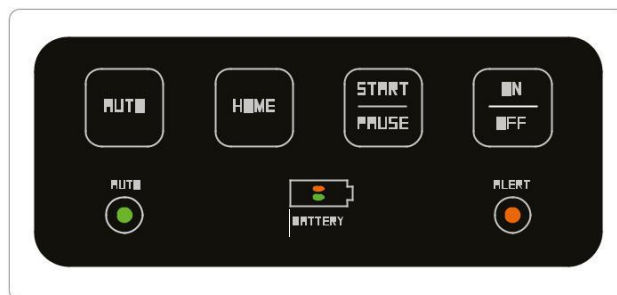 AUTO
HOME
START
PAUSE
ON
OFF
AUTO
BATTERY
ALERT